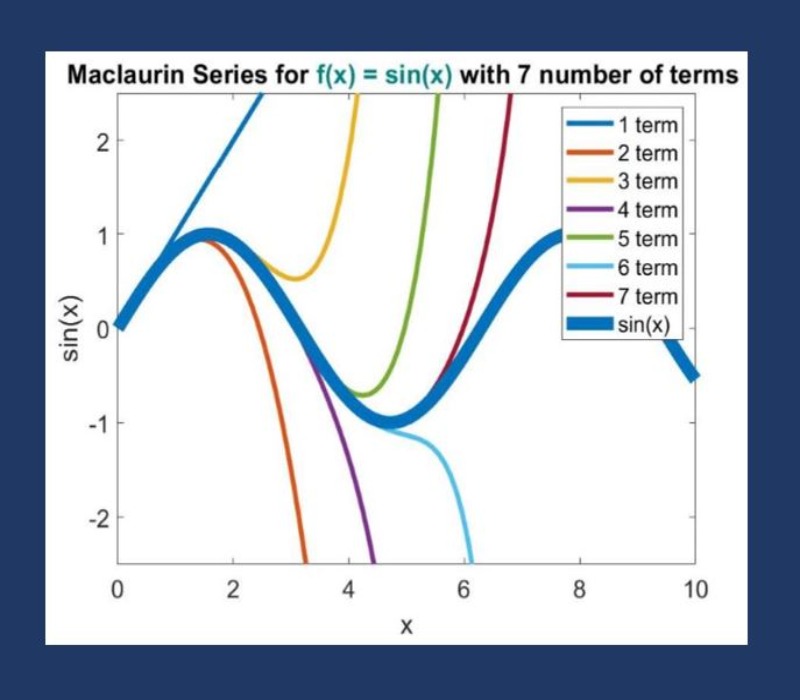 Maclaurin Series for f(x) = sin(x) with 7 number of terms
2
1
0
-1
-2
sin(x)
0 2 4 6 8 10
x
1 term
2 term
3 term
4 term
5 term
6 term
7 term
sin(x)